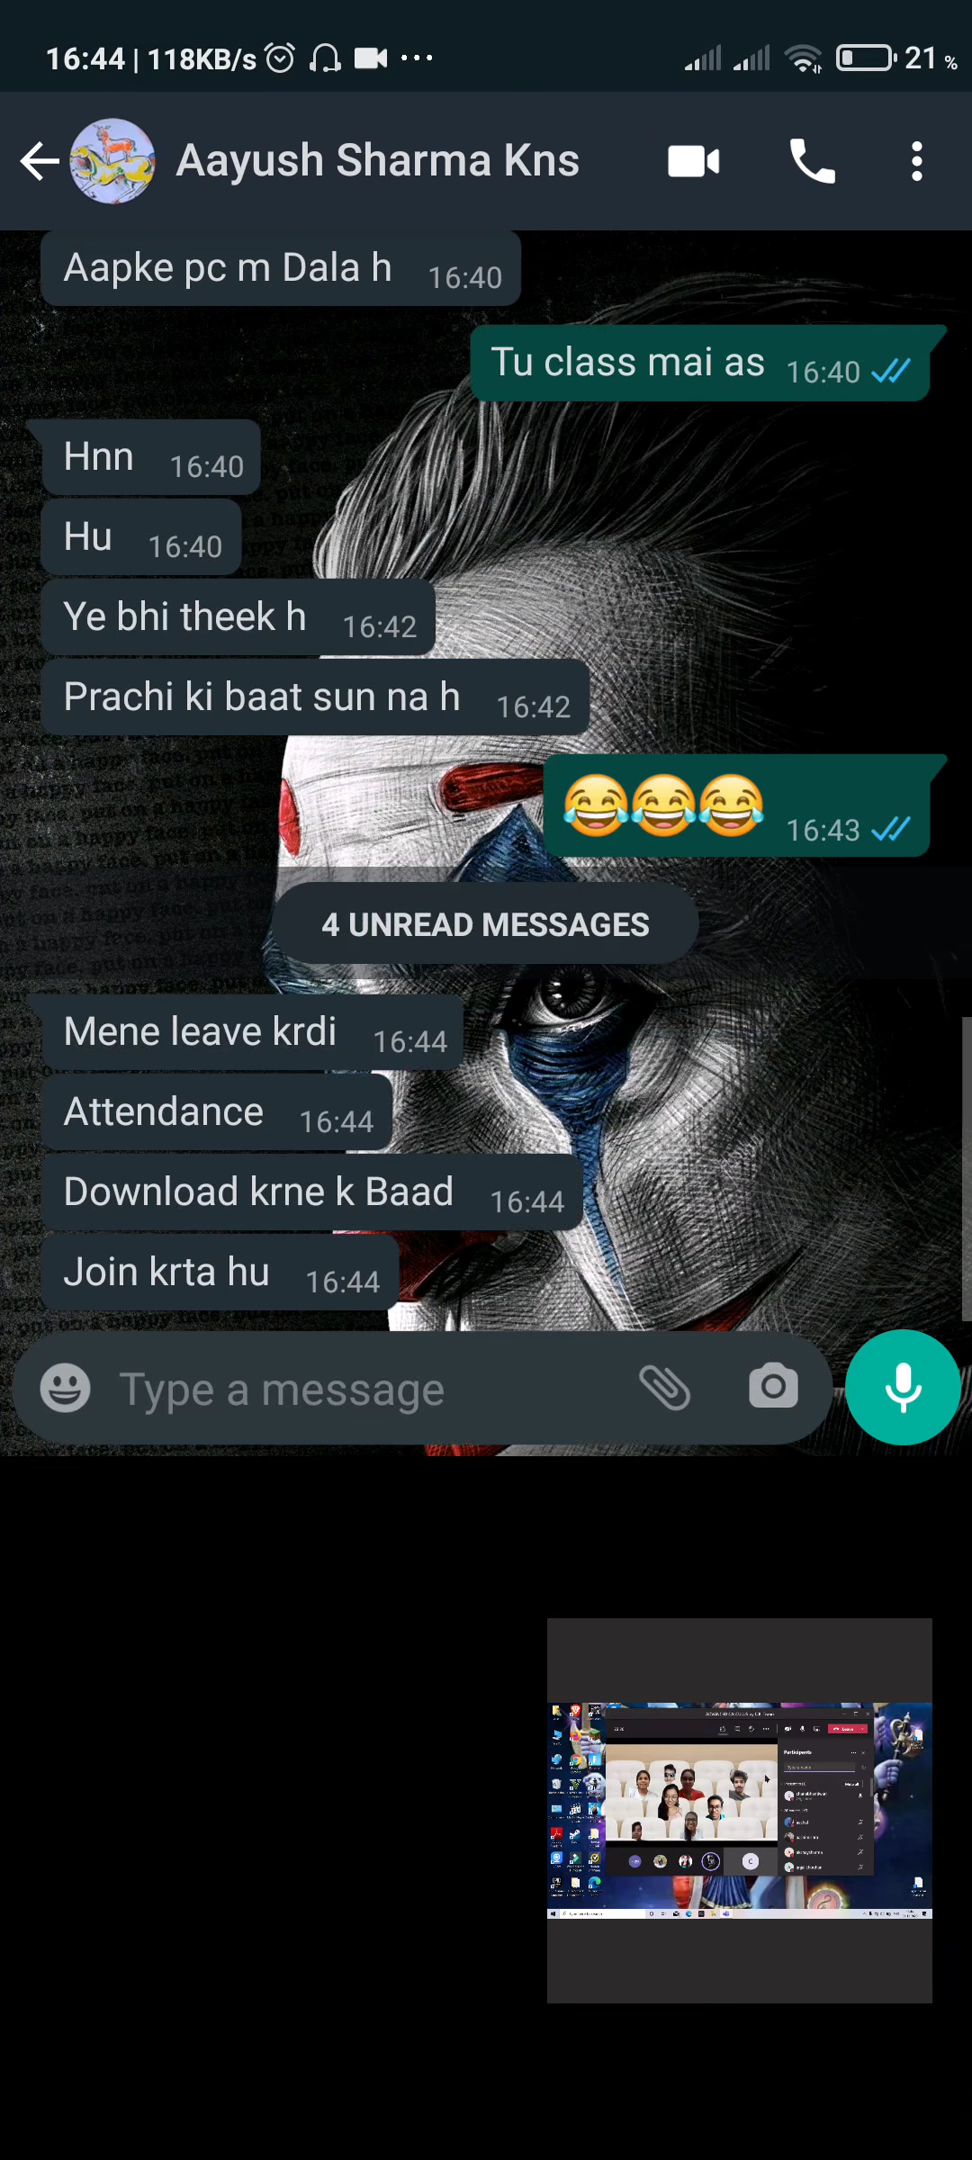 16:44 | 118KB/s
21 %
Aayush Sharma Kns
Aapke pc m Dala h 16:40
Tu class mai as 16:40
Hnn 16:40
Hu 16:40
Ye bhi theek h 16:42
Prachi ki baat sun na h 16:42
😂😂😂 16:43
4 UNREAD MESSAGES
Mene leave krdi 16:44
Attendance 16:44
Download krne k Baad 16:44
Join krta hu 16:44
Type a message
Leave
Participants
C